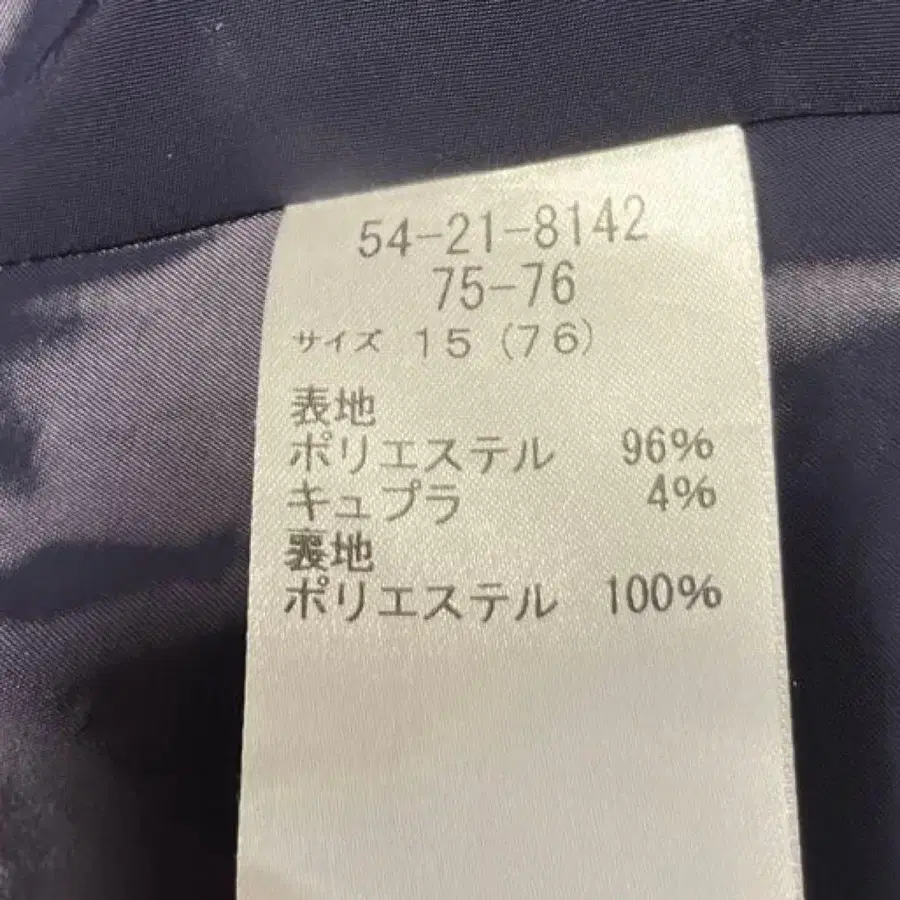 54-21-8142
75-76
サイズ 15 (76)
表地
ポリエステル 96%
キュプラ 4%
裏地
ポリエステル 100%